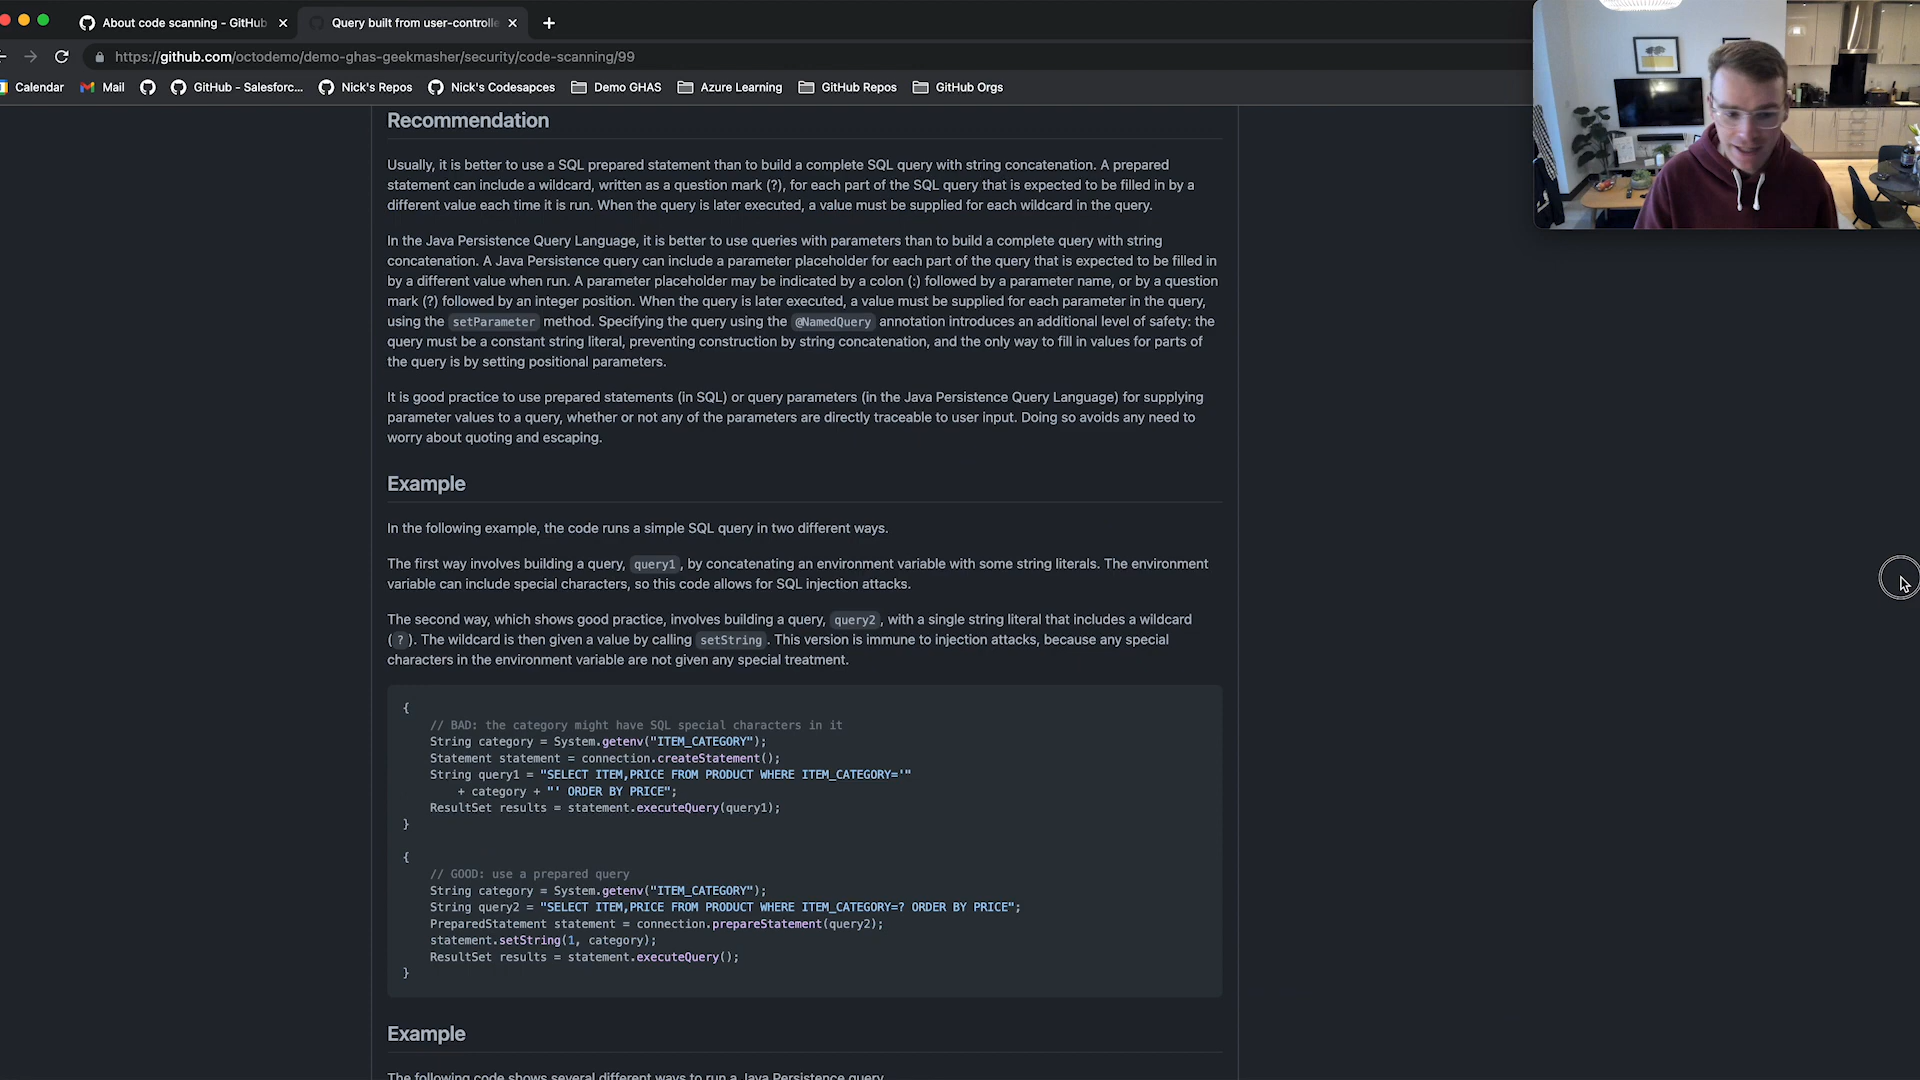 About code scanning - GitHub
Query built from user-controlle
https://github.com/octodemo/demo-ghas-geekmasher/security/code-scanning/99
Calendar
Mail
GitHub - Salesforc...
Nick's Repos
Nick's Codesapces
Demo GHAS
Azure Learning
GitHub Repos
GitHub Orgs
Recommendation
Usually, it is better to use a SQL prepared statement than to build a complete SQL query with string concatenation. A prepared
statement can include a wildcard, written as a question mark (?), for each part of the SQL query that is expected to be filled in by a
different value each time it is run. When the query is later executed, a value must be supplied for each wildcard in the query.
In the Java Persistence Query Language, it is better to use queries with parameters than to build a complete query with string
concatenation. A Java Persistence query can include a parameter placeholder for each part of the query that is expected to be filled in
by a different value when run. A parameter placeholder may be indicated by a colon (:) followed by a parameter name, or by a question
mark (?) followed by an integer position. When the query is later executed, a value must be supplied for each parameter in the query,
using the setParameter method. Specifying the query using the @NamedQuery annotation introduces an additional level of safety: the
query must be a constant string literal, preventing construction by string concatenation, and the only way to fill in values for parts of
the query is by setting positional parameters.
It is good practice to use prepared statements (in SQL) or query parameters (in the Java Persistence Query Language) for supplying
parameter values to a query, whether or not any of the parameters are directly traceable to user input. Doing so avoids any need to
worry about quoting and escaping.
Example
In the following example, the code runs a simple SQL query in two different ways.
The first way involves building a query, query1, by concatenating an environment variable with some string literals. The environment
variable can include special characters, so this code allows for SQL injection attacks.
The second way, which shows good practice, involves building a query, query2, with a single string literal that includes a wildcard
(?). The wildcard is then given a value by calling setString. This version is immune to injection attacks, because any special
characters in the environment variable are not given any special treatment.
{
// BAD: the category might have SQL special characters in it
String category = System.getenv("ITEM_CATEGORY");
Statement statement = connection.createStatement();
String query1 = "SELECT ITEM,PRICE FROM PRODUCT WHERE ITEM_CATEGORY='"
+ category + "' ORDER BY PRICE";
ResultSet results = statement.executeQuery(query1);
}
{
// GOOD: use a prepared query
String category = System.getenv("ITEM_CATEGORY");
String query2 = "SELECT ITEM,PRICE FROM PRODUCT WHERE ITEM_CATEGORY=? ORDER BY PRICE";
PreparedStatement statement = connection.prepareStatement(query2);
statement.setString(1, category);
ResultSet results = statement.executeQuery();
}
Example
The following code shows several different ways to run a Java Persistence query.